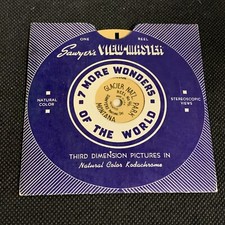 ONE REEL
Sawyer's VIEW-MASTER
7 MORE WONDERS
OF THE WORLD
GLACIER NAT'L PARK
MONTANA
NATURAL
COLOR
STEREOSCOPIC
VIEWS
THIRD DIMENSION PICTURES IN
Natural Color Kodachrome